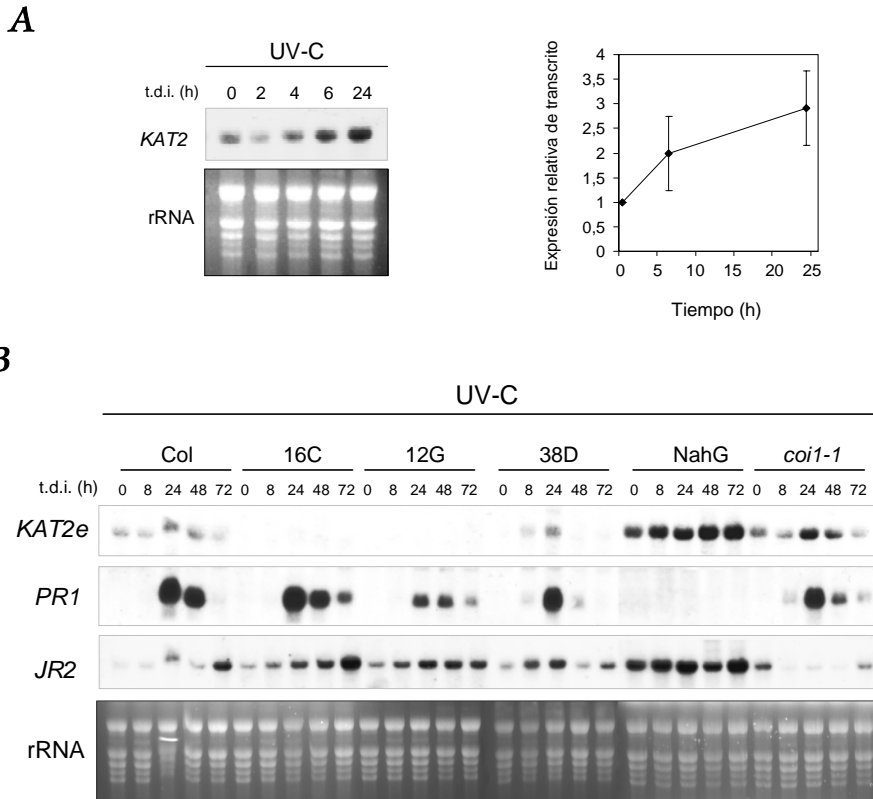 A
UV-C
t.d.i. (h) 0 2 4 6 24
KAT2
rRNA
Expresión relativa de transcrito
4
3,5
3
2,5
2
1,5
1
0,5
0
0 5 10 15 20 25
Tiempo (h)
B
UV-C
Col 16C 12G 38D NahG coi1-1
t.d.i. (h) 0 8 24 48 72 0 8 24 48 72 0 8 24 48 72 0 8 24 48 72 0 8 24 48 72 0 8 24 48 72
KAT2e
PR1
JR2
rRNA